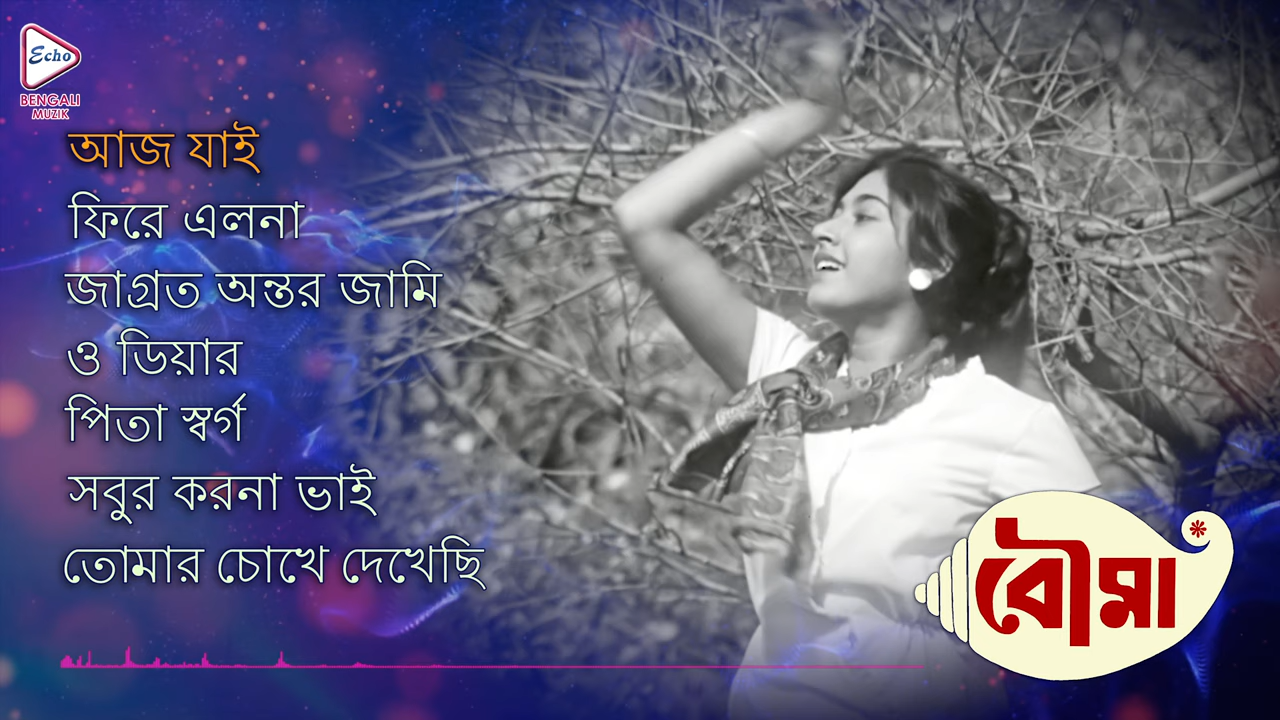 Echo
BENGALI
MUZIK
আজ যাই
ফিরে এলনা
জাগ্রত অন্তর জামি
ও ডিয়ার
পিতা স্বর্গ
সবুর করনা ভাই
তোমার চোখে দেখেছি
বৌমা